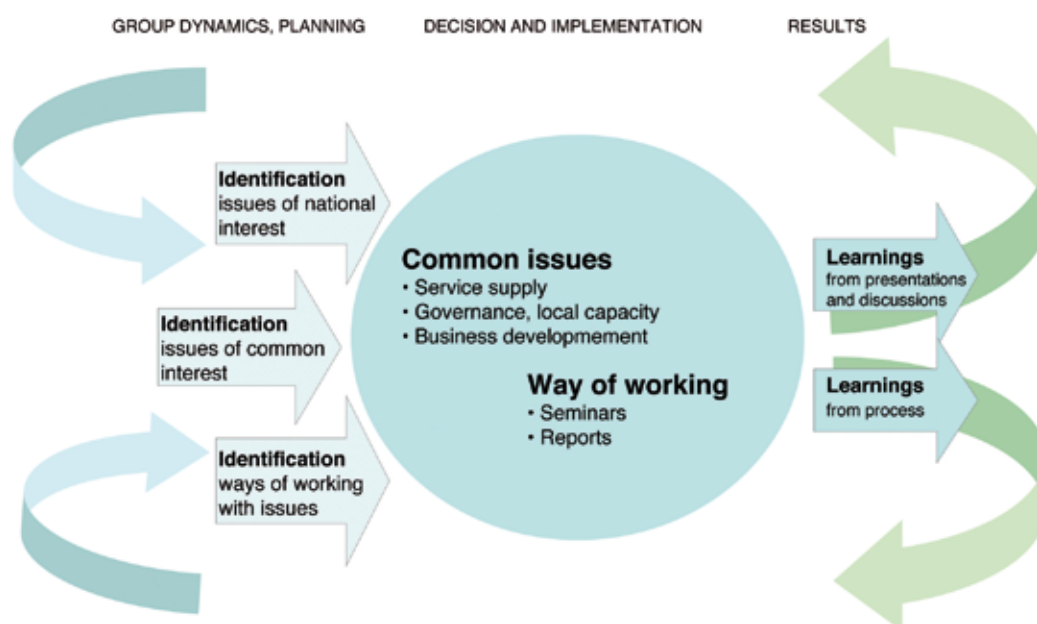 GROUP DYNAMICS, PLANNING
DECISION AND IMPLEMENTATION
RESULTS
Identification
issues of national
interest
Identification
issues of common
interest
Identification
ways of working
with issues
Common issues
• Service supply
• Governance, local capacity
• Business developmement
Way of working
• Seminars
• Reports
Learnings
from presentations
and discussions
Learnings
from process